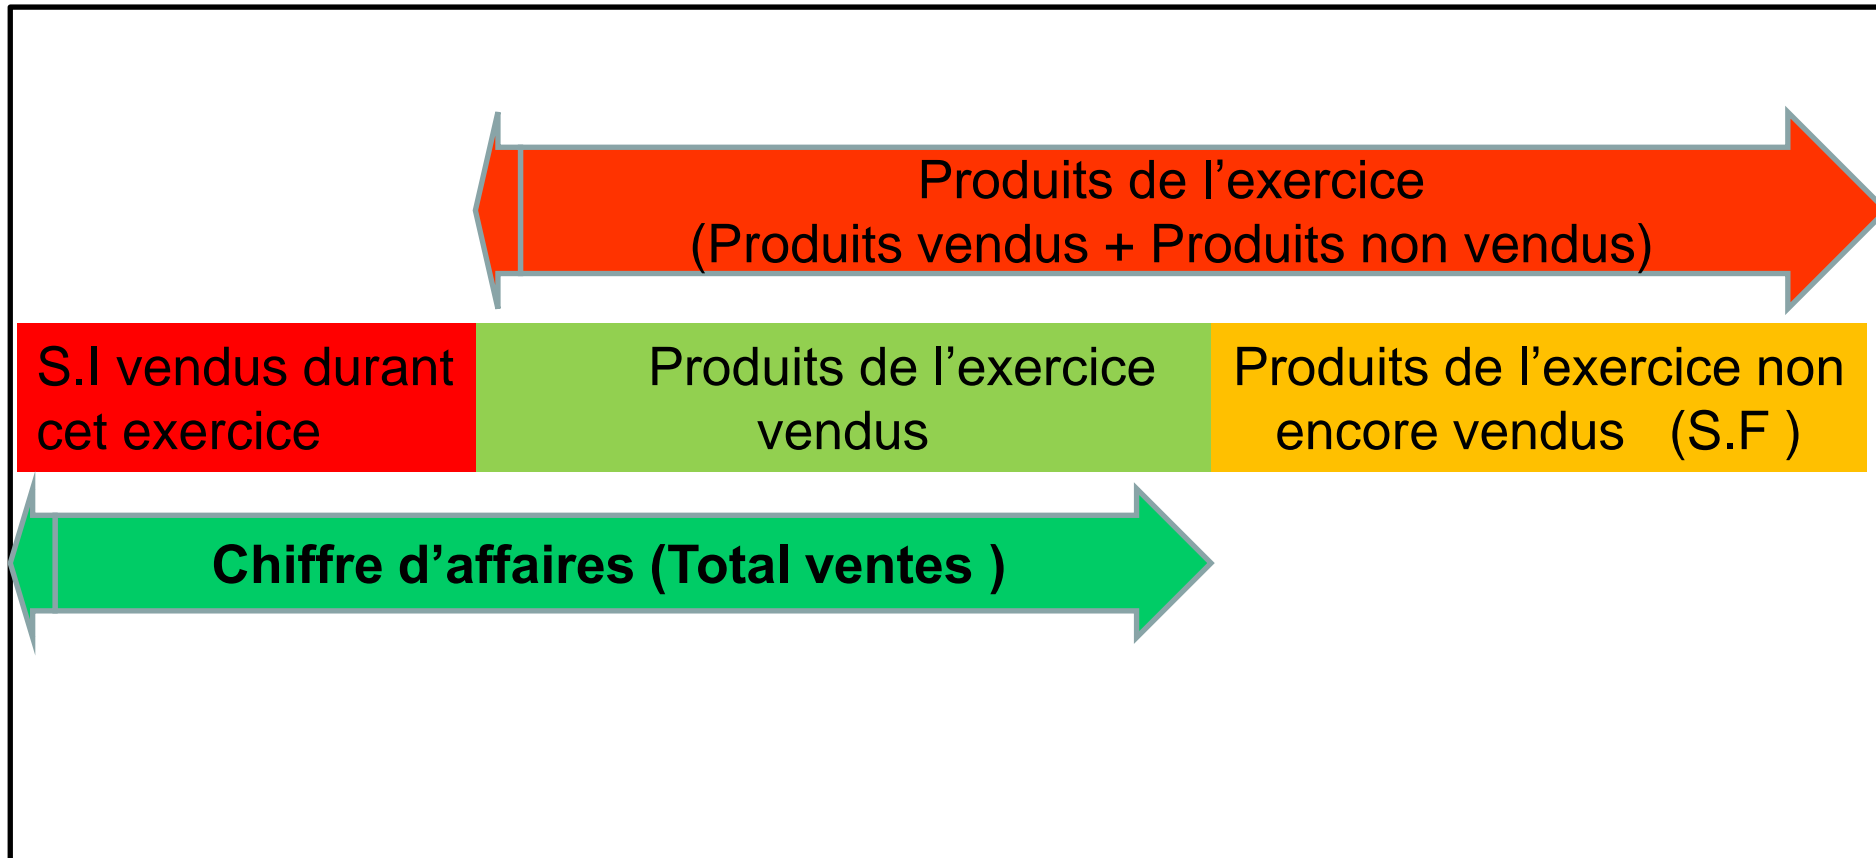 Produits de l’exercice
(Produits vendus + Produits non vendus)
S.I vendus durant
cet exercice
Produits de l’exercice
vendus
Produits de l’exercice non
encore vendus (S.F )
Chiffre d’affaires (Total ventes )